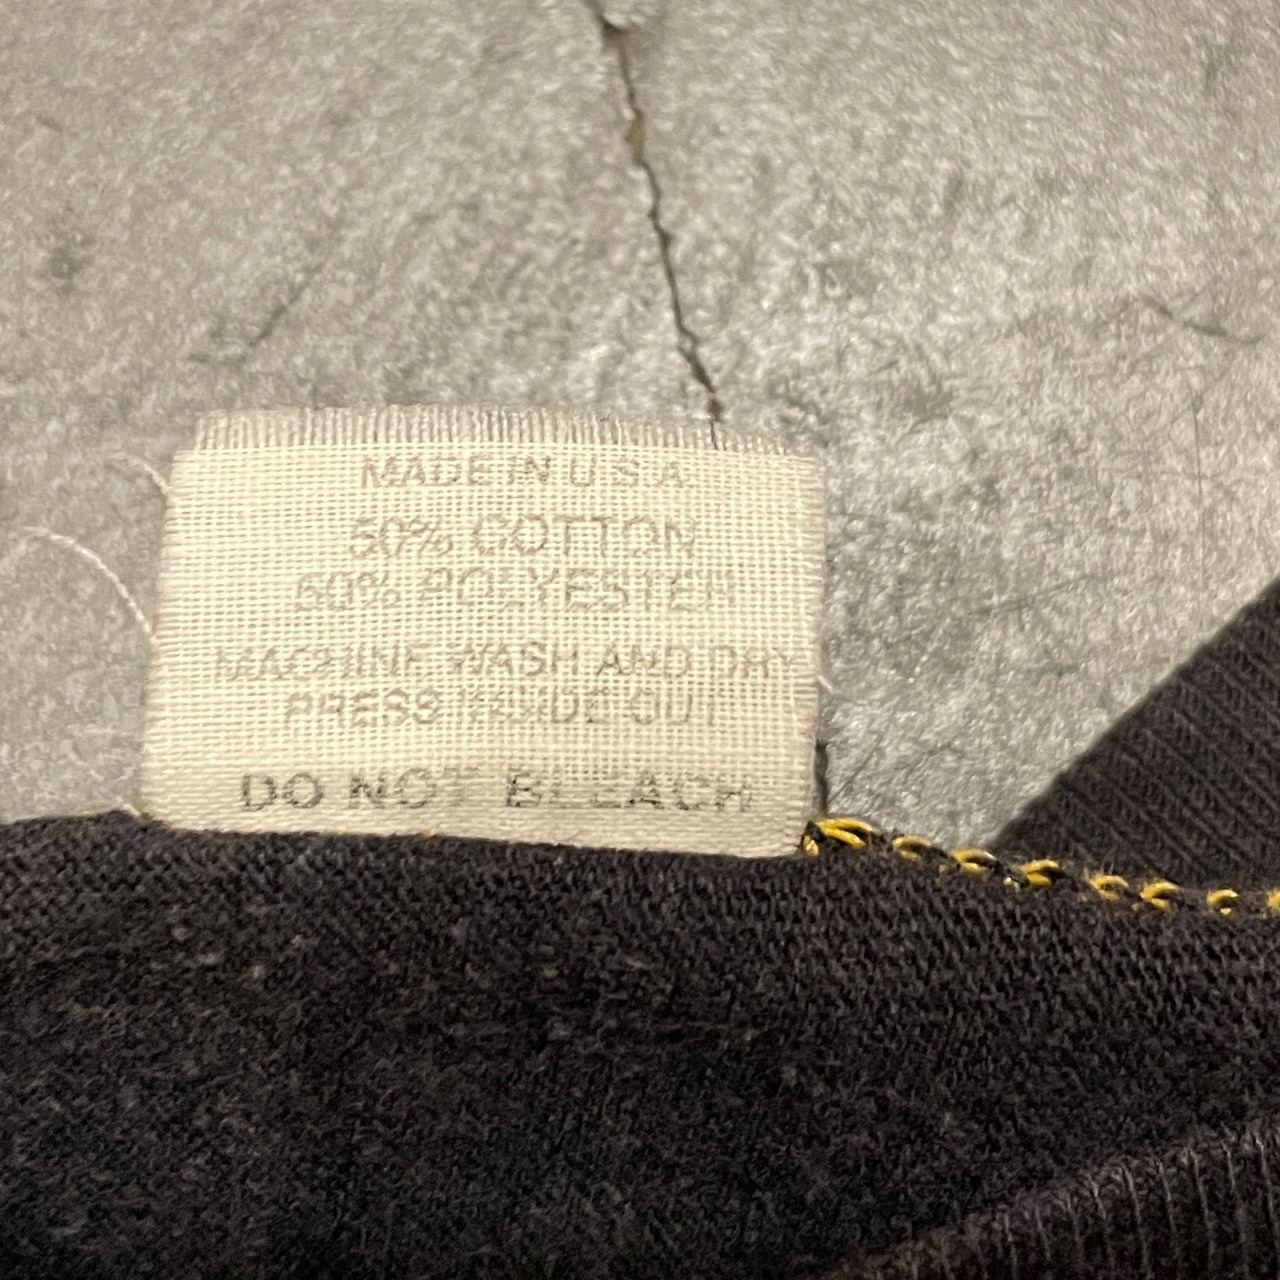 MADE IN U.S.A.
50% COTTON
50% POLYESTER
MACHINE WASH AND DRY
PRESS INSIDE OUT
DO NOT BLEACH